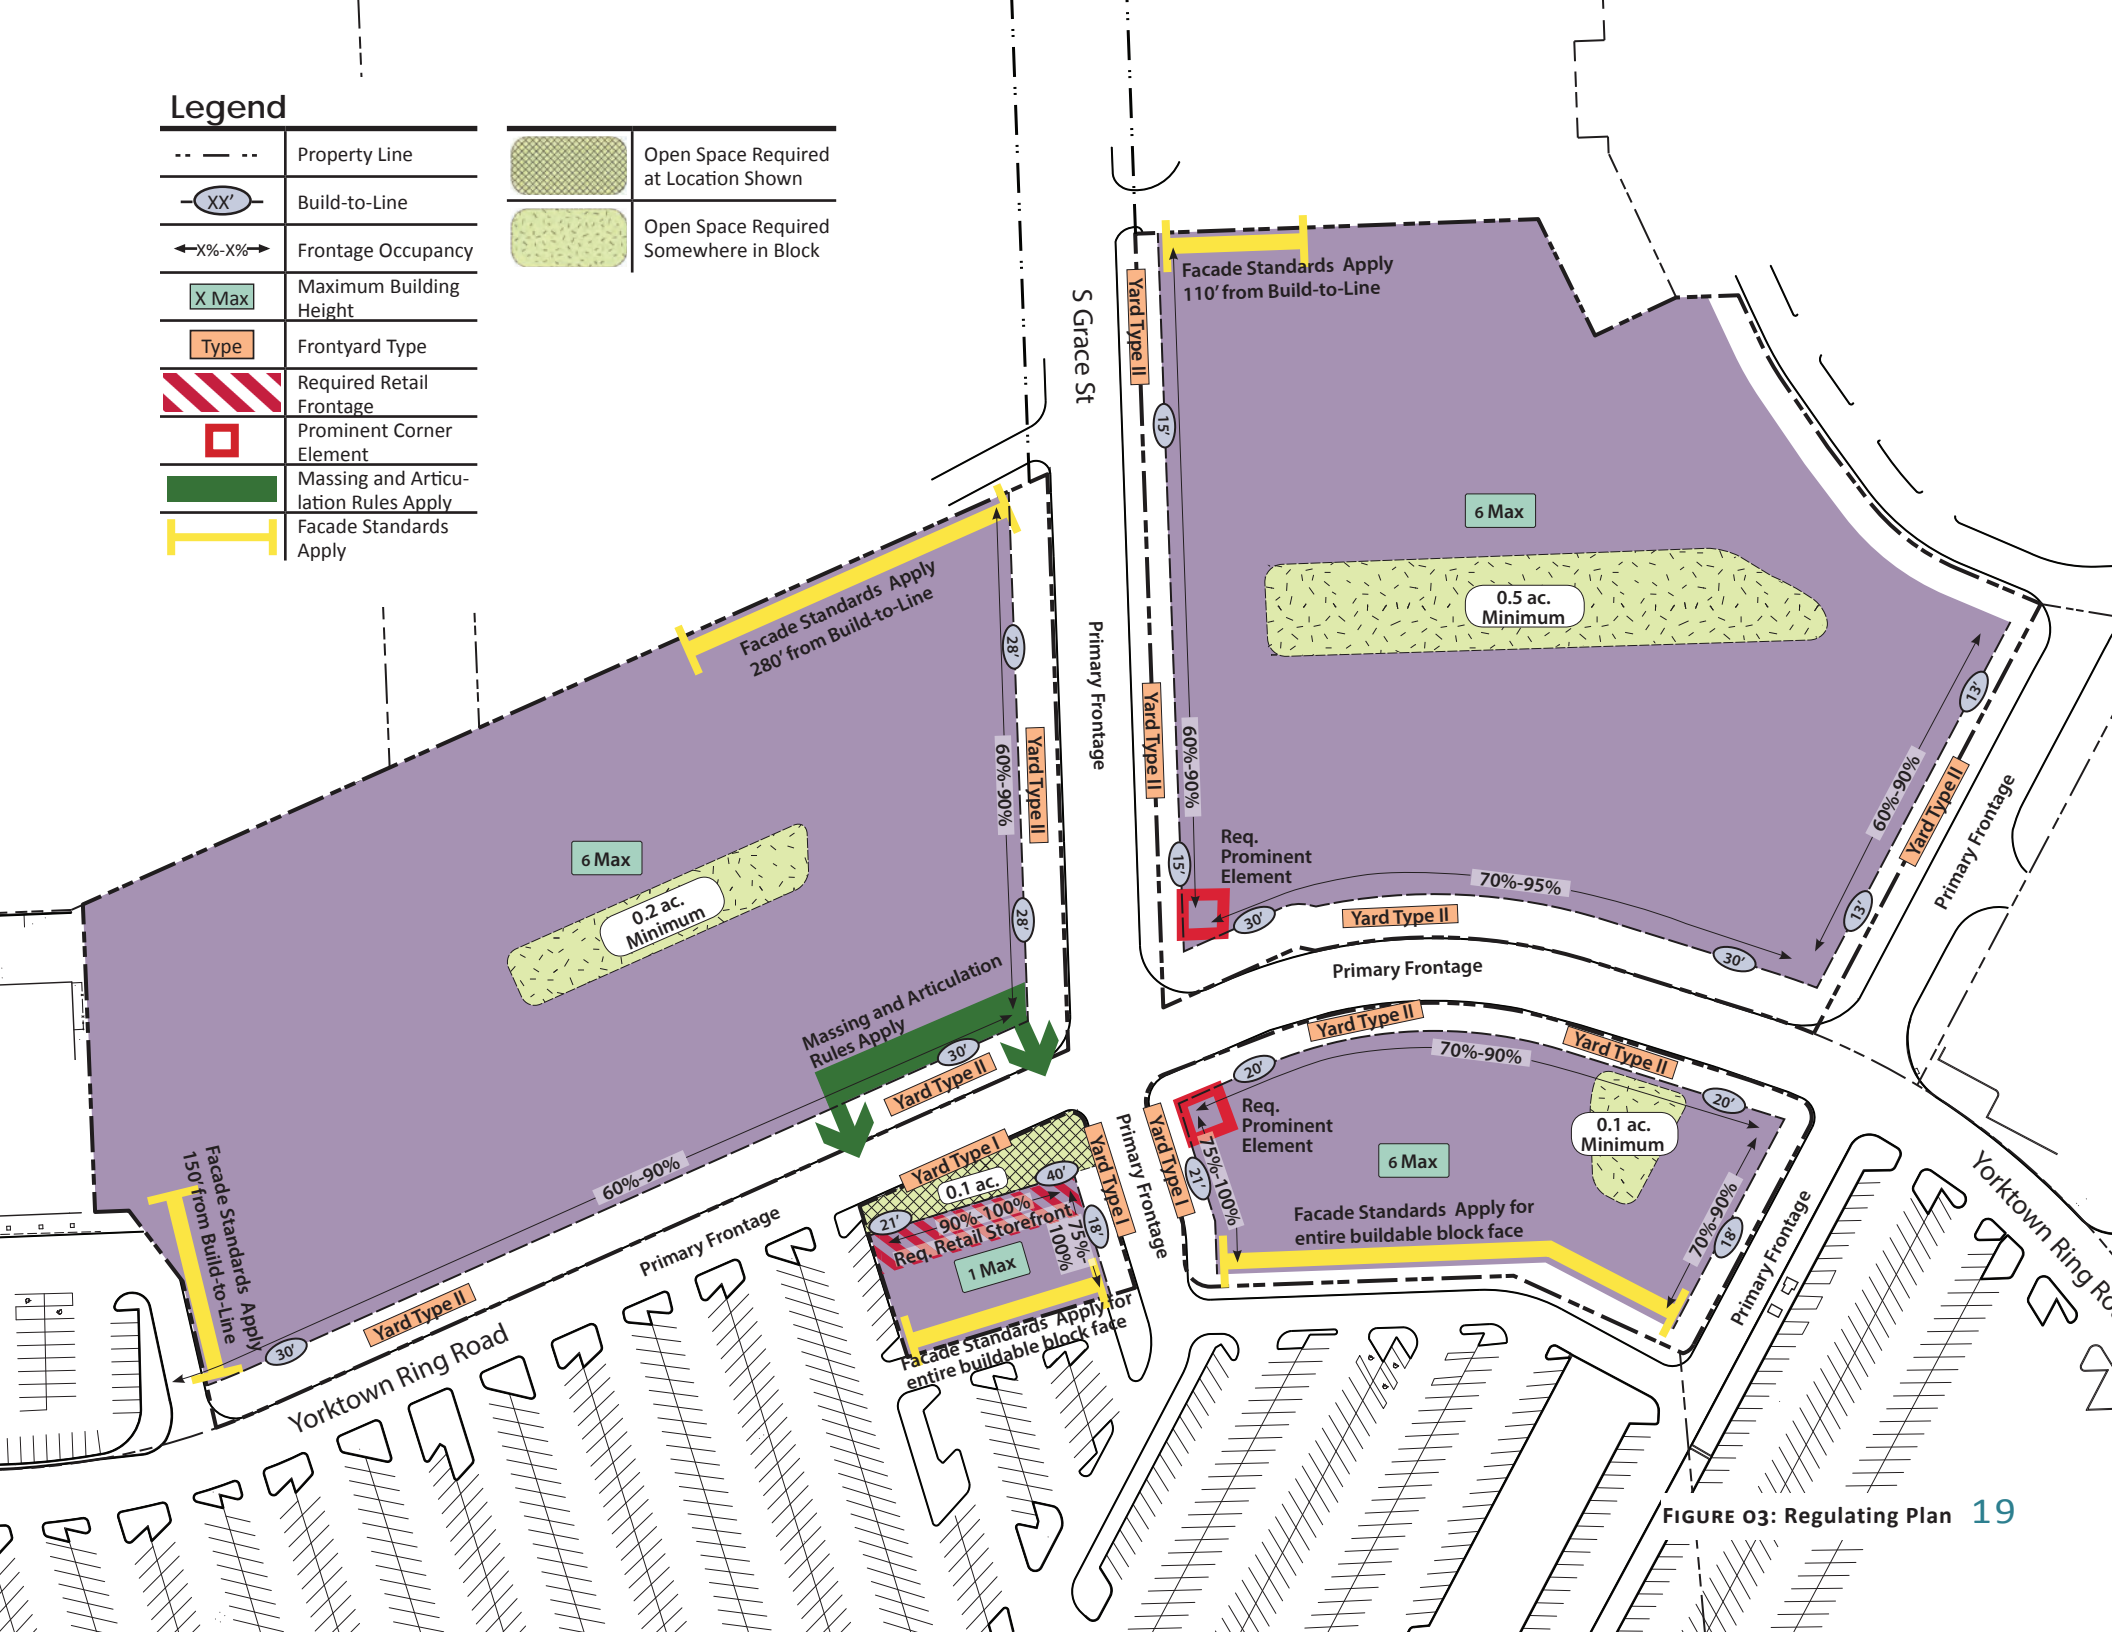 Legend
Property Line
XX'
Build-to-Line
X%-X%
Frontage Occupancy
X Max
Maximum Building
Height
Type
Frontyard Type
Required Retail
Frontage
Prominent Corner
Element
Massing and Articu-
lation Rules Apply
Facade Standards
Apply
Open Space Required
at Location Shown
Open Space Required
Somewhere in Block
S Grace St
Primary Frontage
Facade Standards Apply
110' from Build-to-Line
Yard Type II
15'
60%-90%
Yard Type II
15'
6 Max
0.5 ac.
Minimum
Req.
Prominent
Element
30'
70%-95%
Yard Type II
30'
Primary Frontage
13'
60%-90%
Yard Type II
13'
Primary Frontage
Facade Standards Apply
280' from Build-to-Line
28'
60%-90%
Yard Type II
28'
6 Max
0.2 ac.
Minimum
Massing and Articulation
Rules Apply
30'
Yard Type II
60%-90%
Facade Standards Apply
150' from Build-to-Line
30'
Yard Type II
Primary Frontage
Yorktown Ring Road
Yard Type I
0.1 ac.
40'
21'
90%-100%
Req. Retail Storefront
75%-
100%
18'
Yard Type I
1 Max
Facade Standards Apply for
entire buildable block face
Primary Frontage
Yard Type I
Yard Type II
Yard Type II
20'
70%-90%
20'
Req.
Prominent
Element
21'
75%-100%
6 Max
0.1 ac.
Minimum
Facade Standards Apply for
entire buildable block face
70%-90%
18'
Primary Frontage
Yorktown Ring Ro
FIGURE 03: Regulating Plan 19